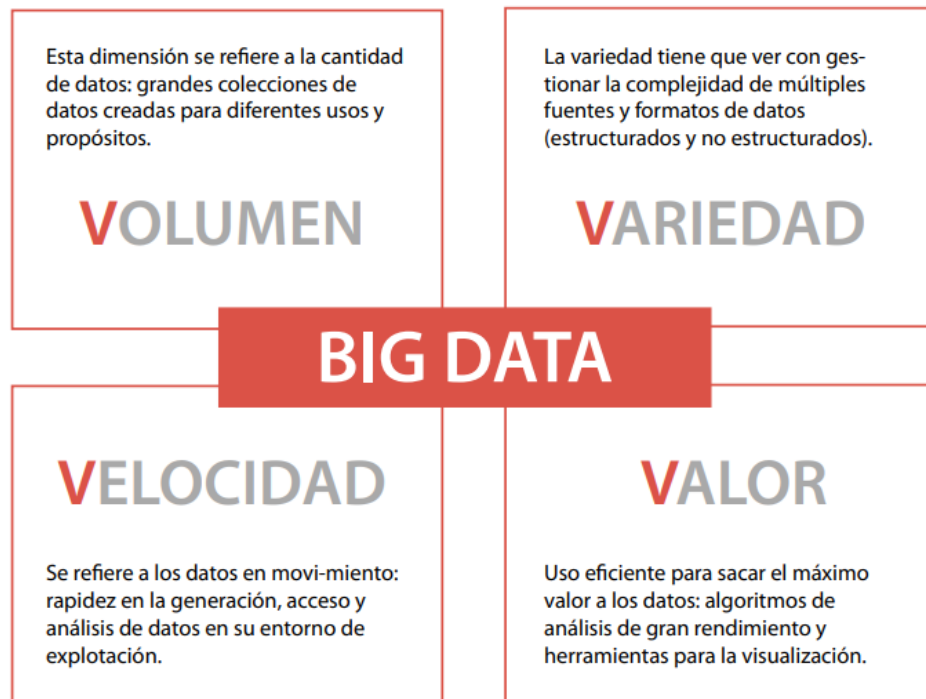 Esta dimensión se refiere a la cantidad
de datos: grandes colecciones de
datos creadas para diferentes usos y
propósitos.
VOLUMEN
La variedad tiene que ver con ges-
tionar la complejidad de múltiples
fuentes y formatos de datos
(estructurados y no estructurados).
VARIEDAD
BIG DATA
VELOCIDAD
Se refiere a los datos en movi-miento:
rapidez en la generación, acceso y
análisis de datos en su entorno de
explotación.
VALOR
Uso eficiente para sacar el máximo
valor a los datos: algoritmos de
análisis de gran rendimiento y
herramientas para la visualización.